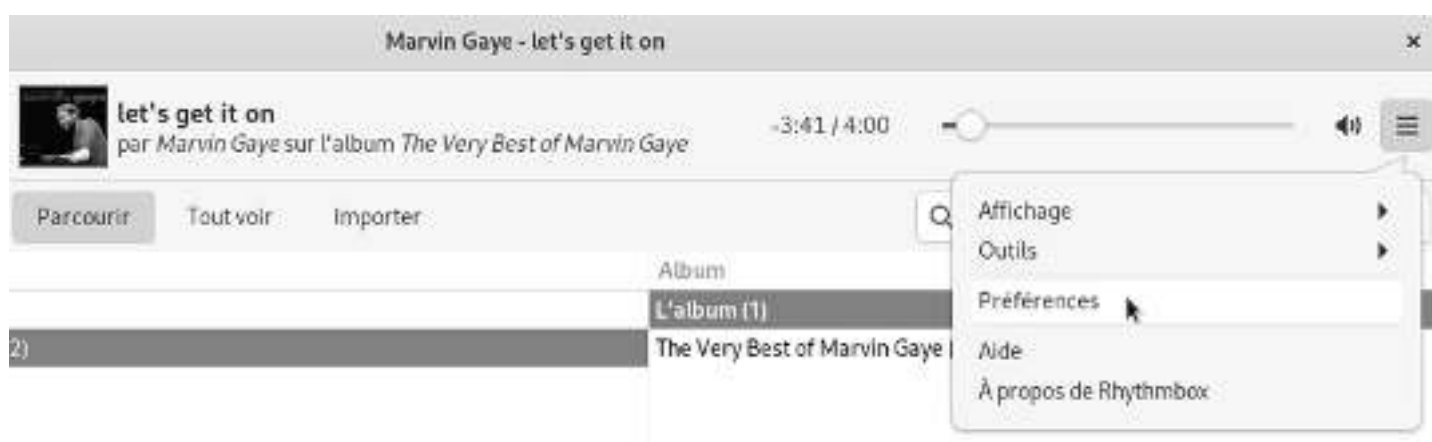 Marvin Gaye - let's get it on
let's get it on
par Marvin Gaye sur l'album The Very Best of Marvin Gaye
-3:41 / 4:00
Parcourir Tout voir Importer
Affichage
Outils
Préférences
Aide
À propos de Rhythmbox
Album
L'album (1)
2)
The Very Best of Marvin Gaye